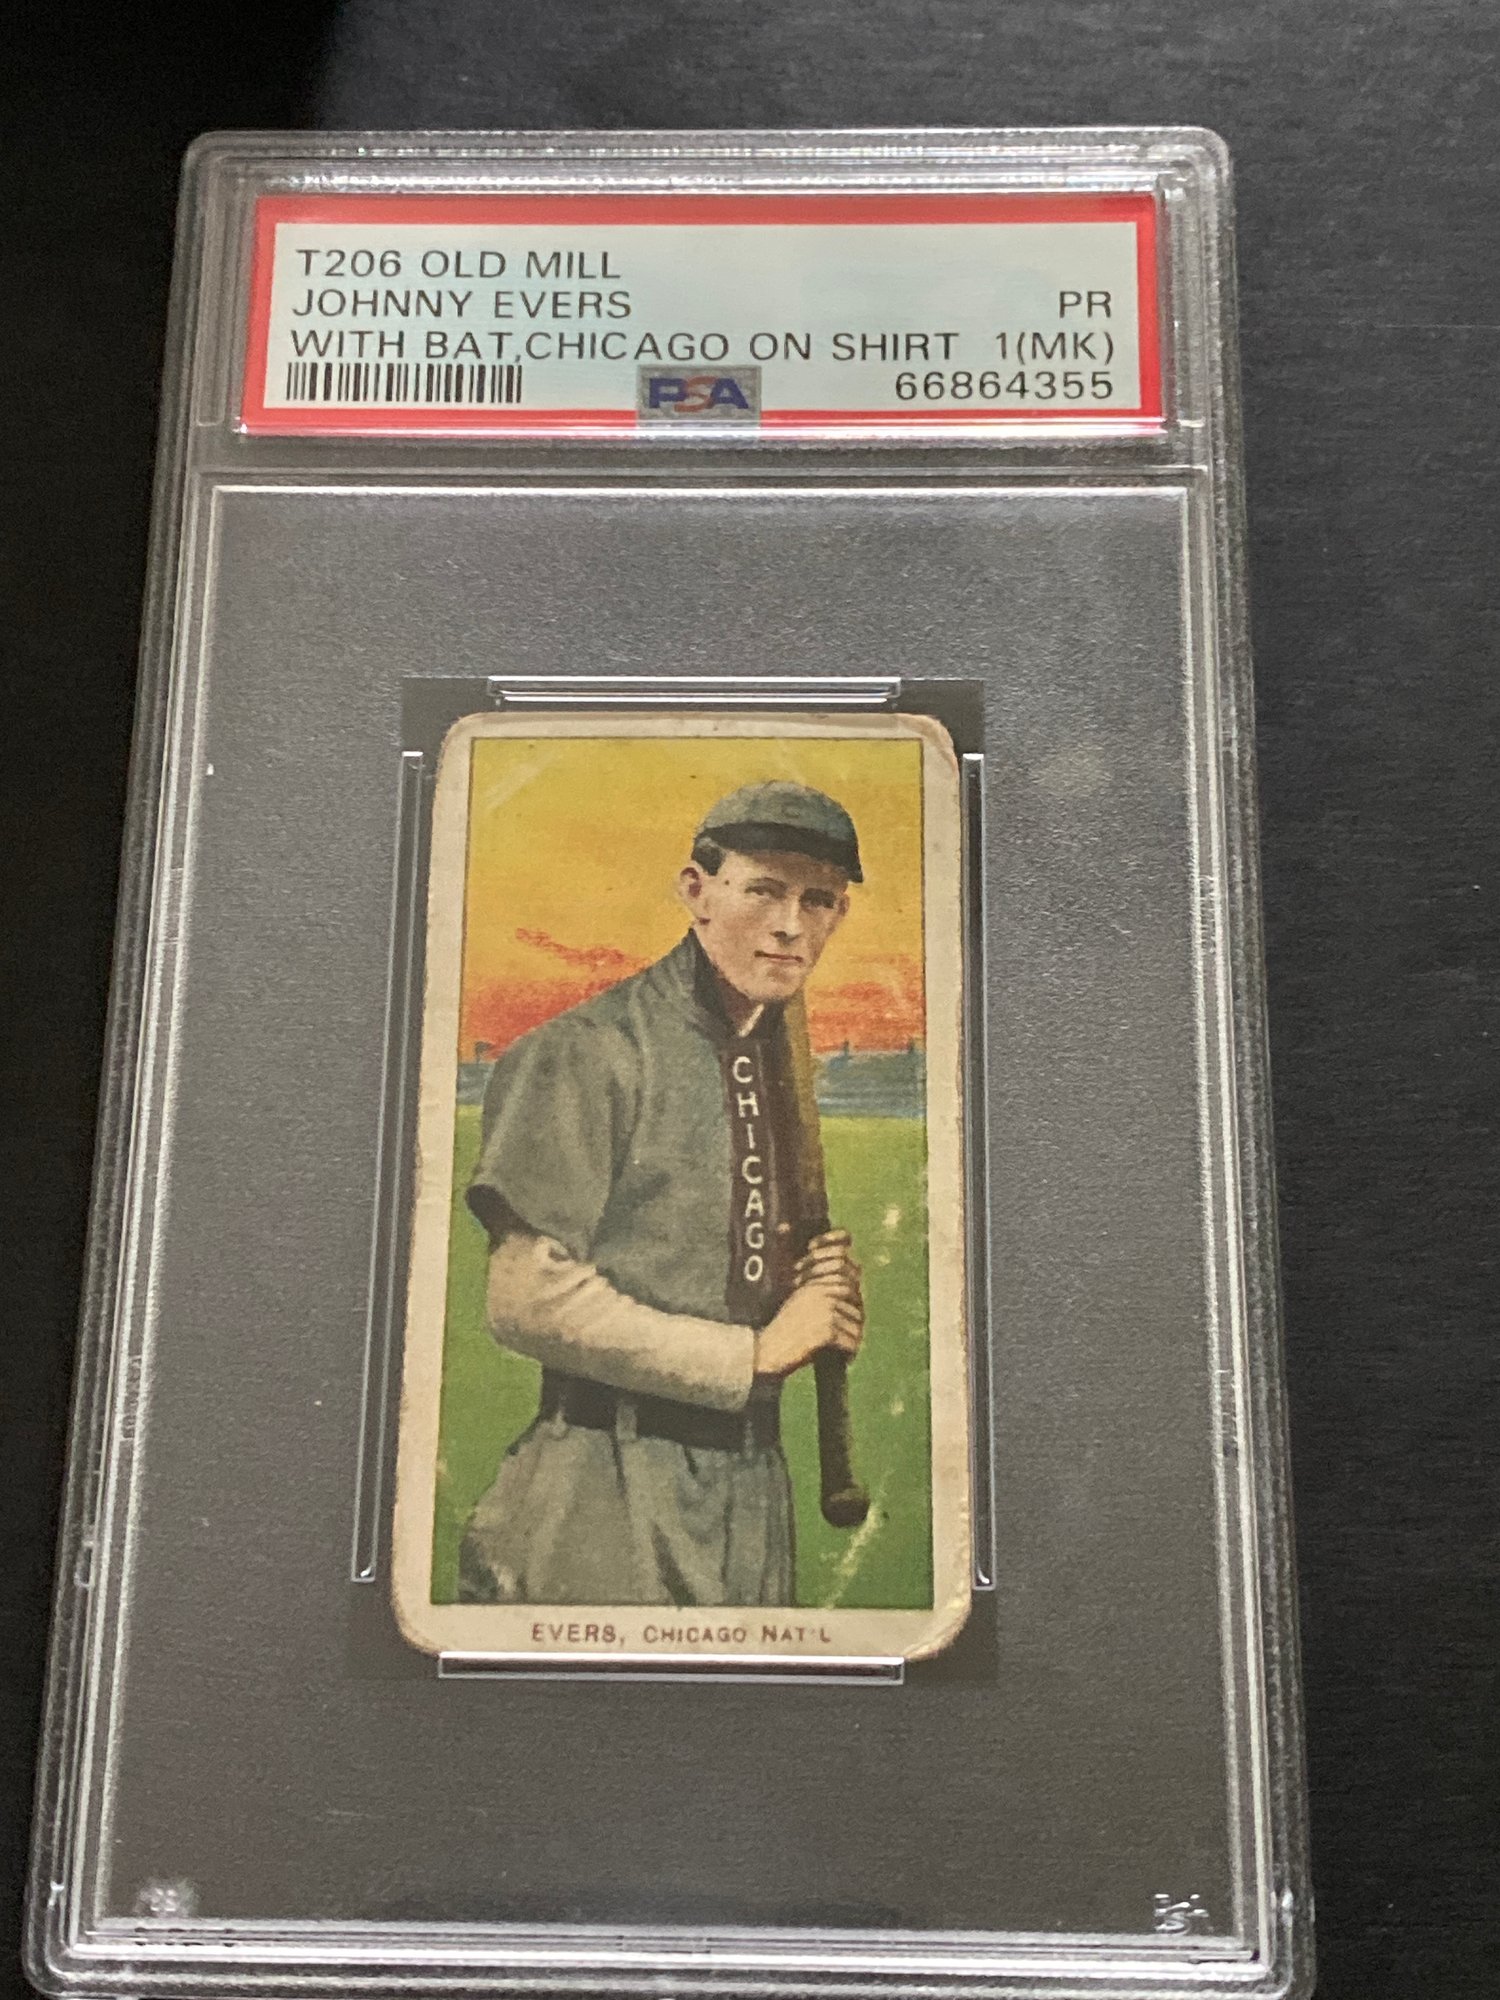 T206 OLD MILL
JOHNNY EVERS PR
WITH BAT,CHICAGO ON SHIRT 1(MK)
PSA 66864355
CHICAGO
EVERS, CHICAGO NAT'L
PSA